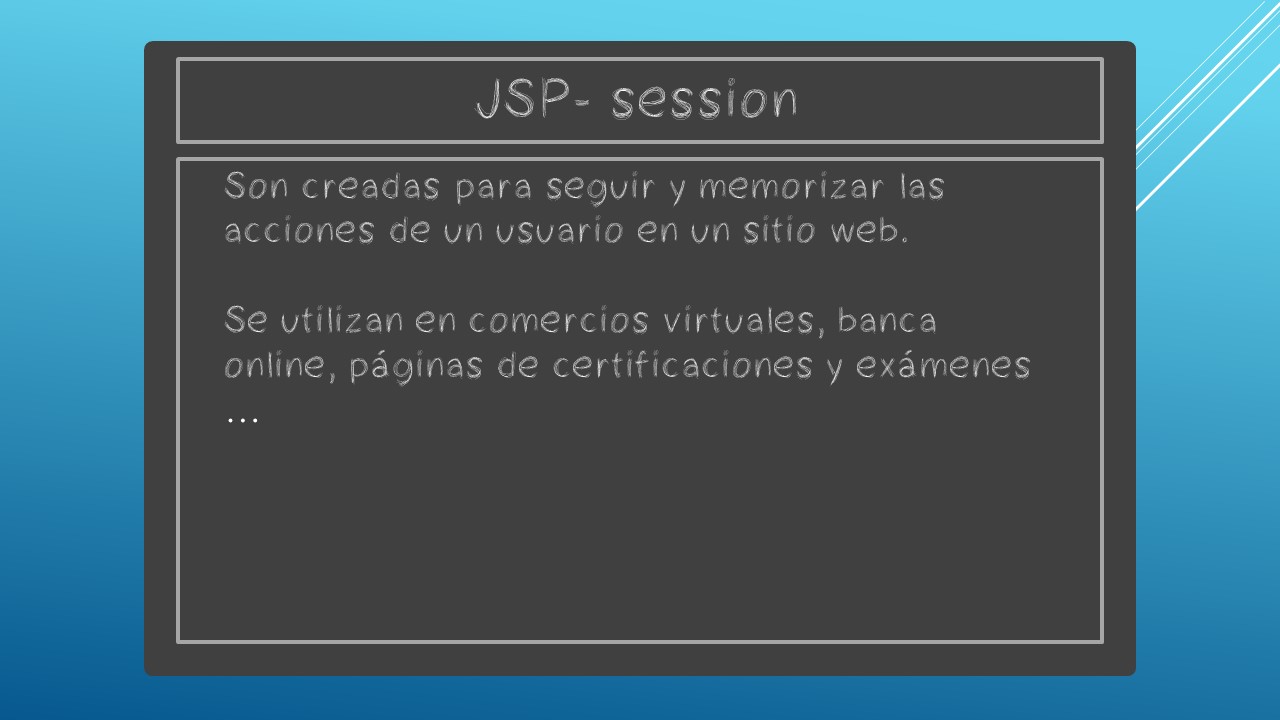 JSP- session
Son creadas para seguir y memorizar las
acciones de un usuario en un sitio web.
Se utilizan en comercios virtuales, banca
online, páginas de certificaciones y exámenes
...